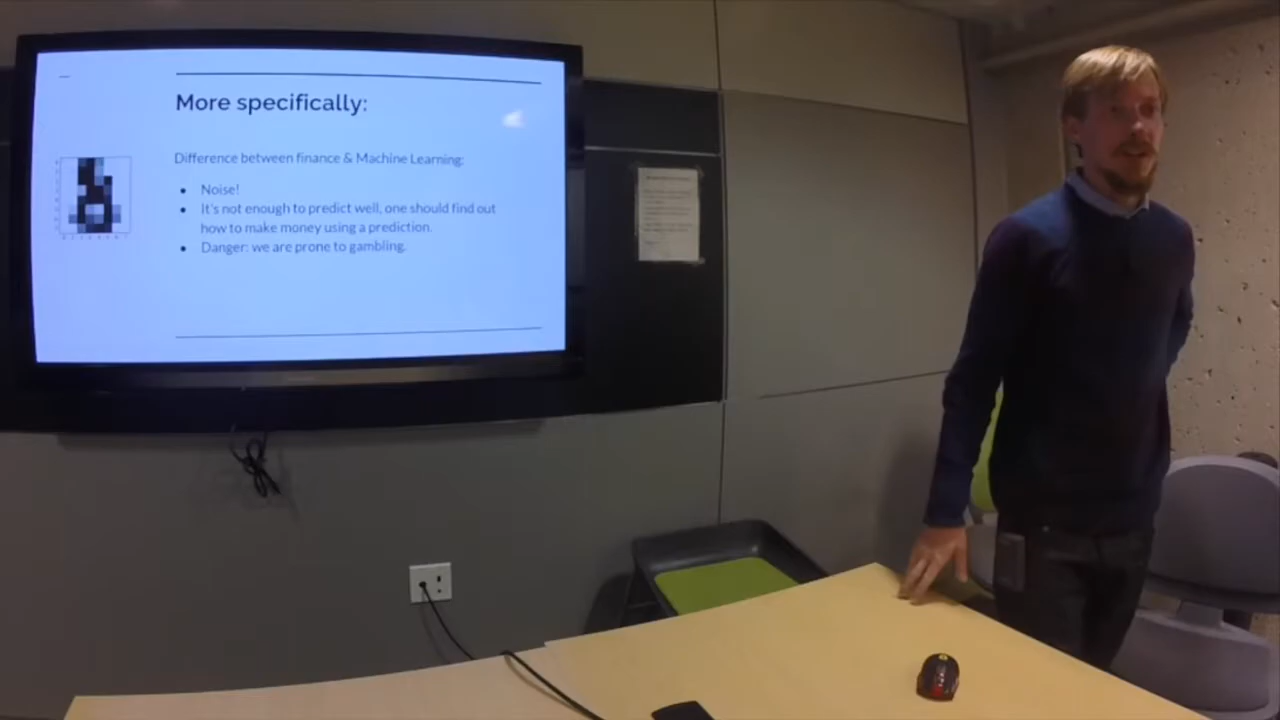 More specifically:
Difference between finance & Machine Learning:
● Noise!
● It's not enough to predict well, one should find out
how to make money using a prediction.
● Danger: we are prone to gambling.